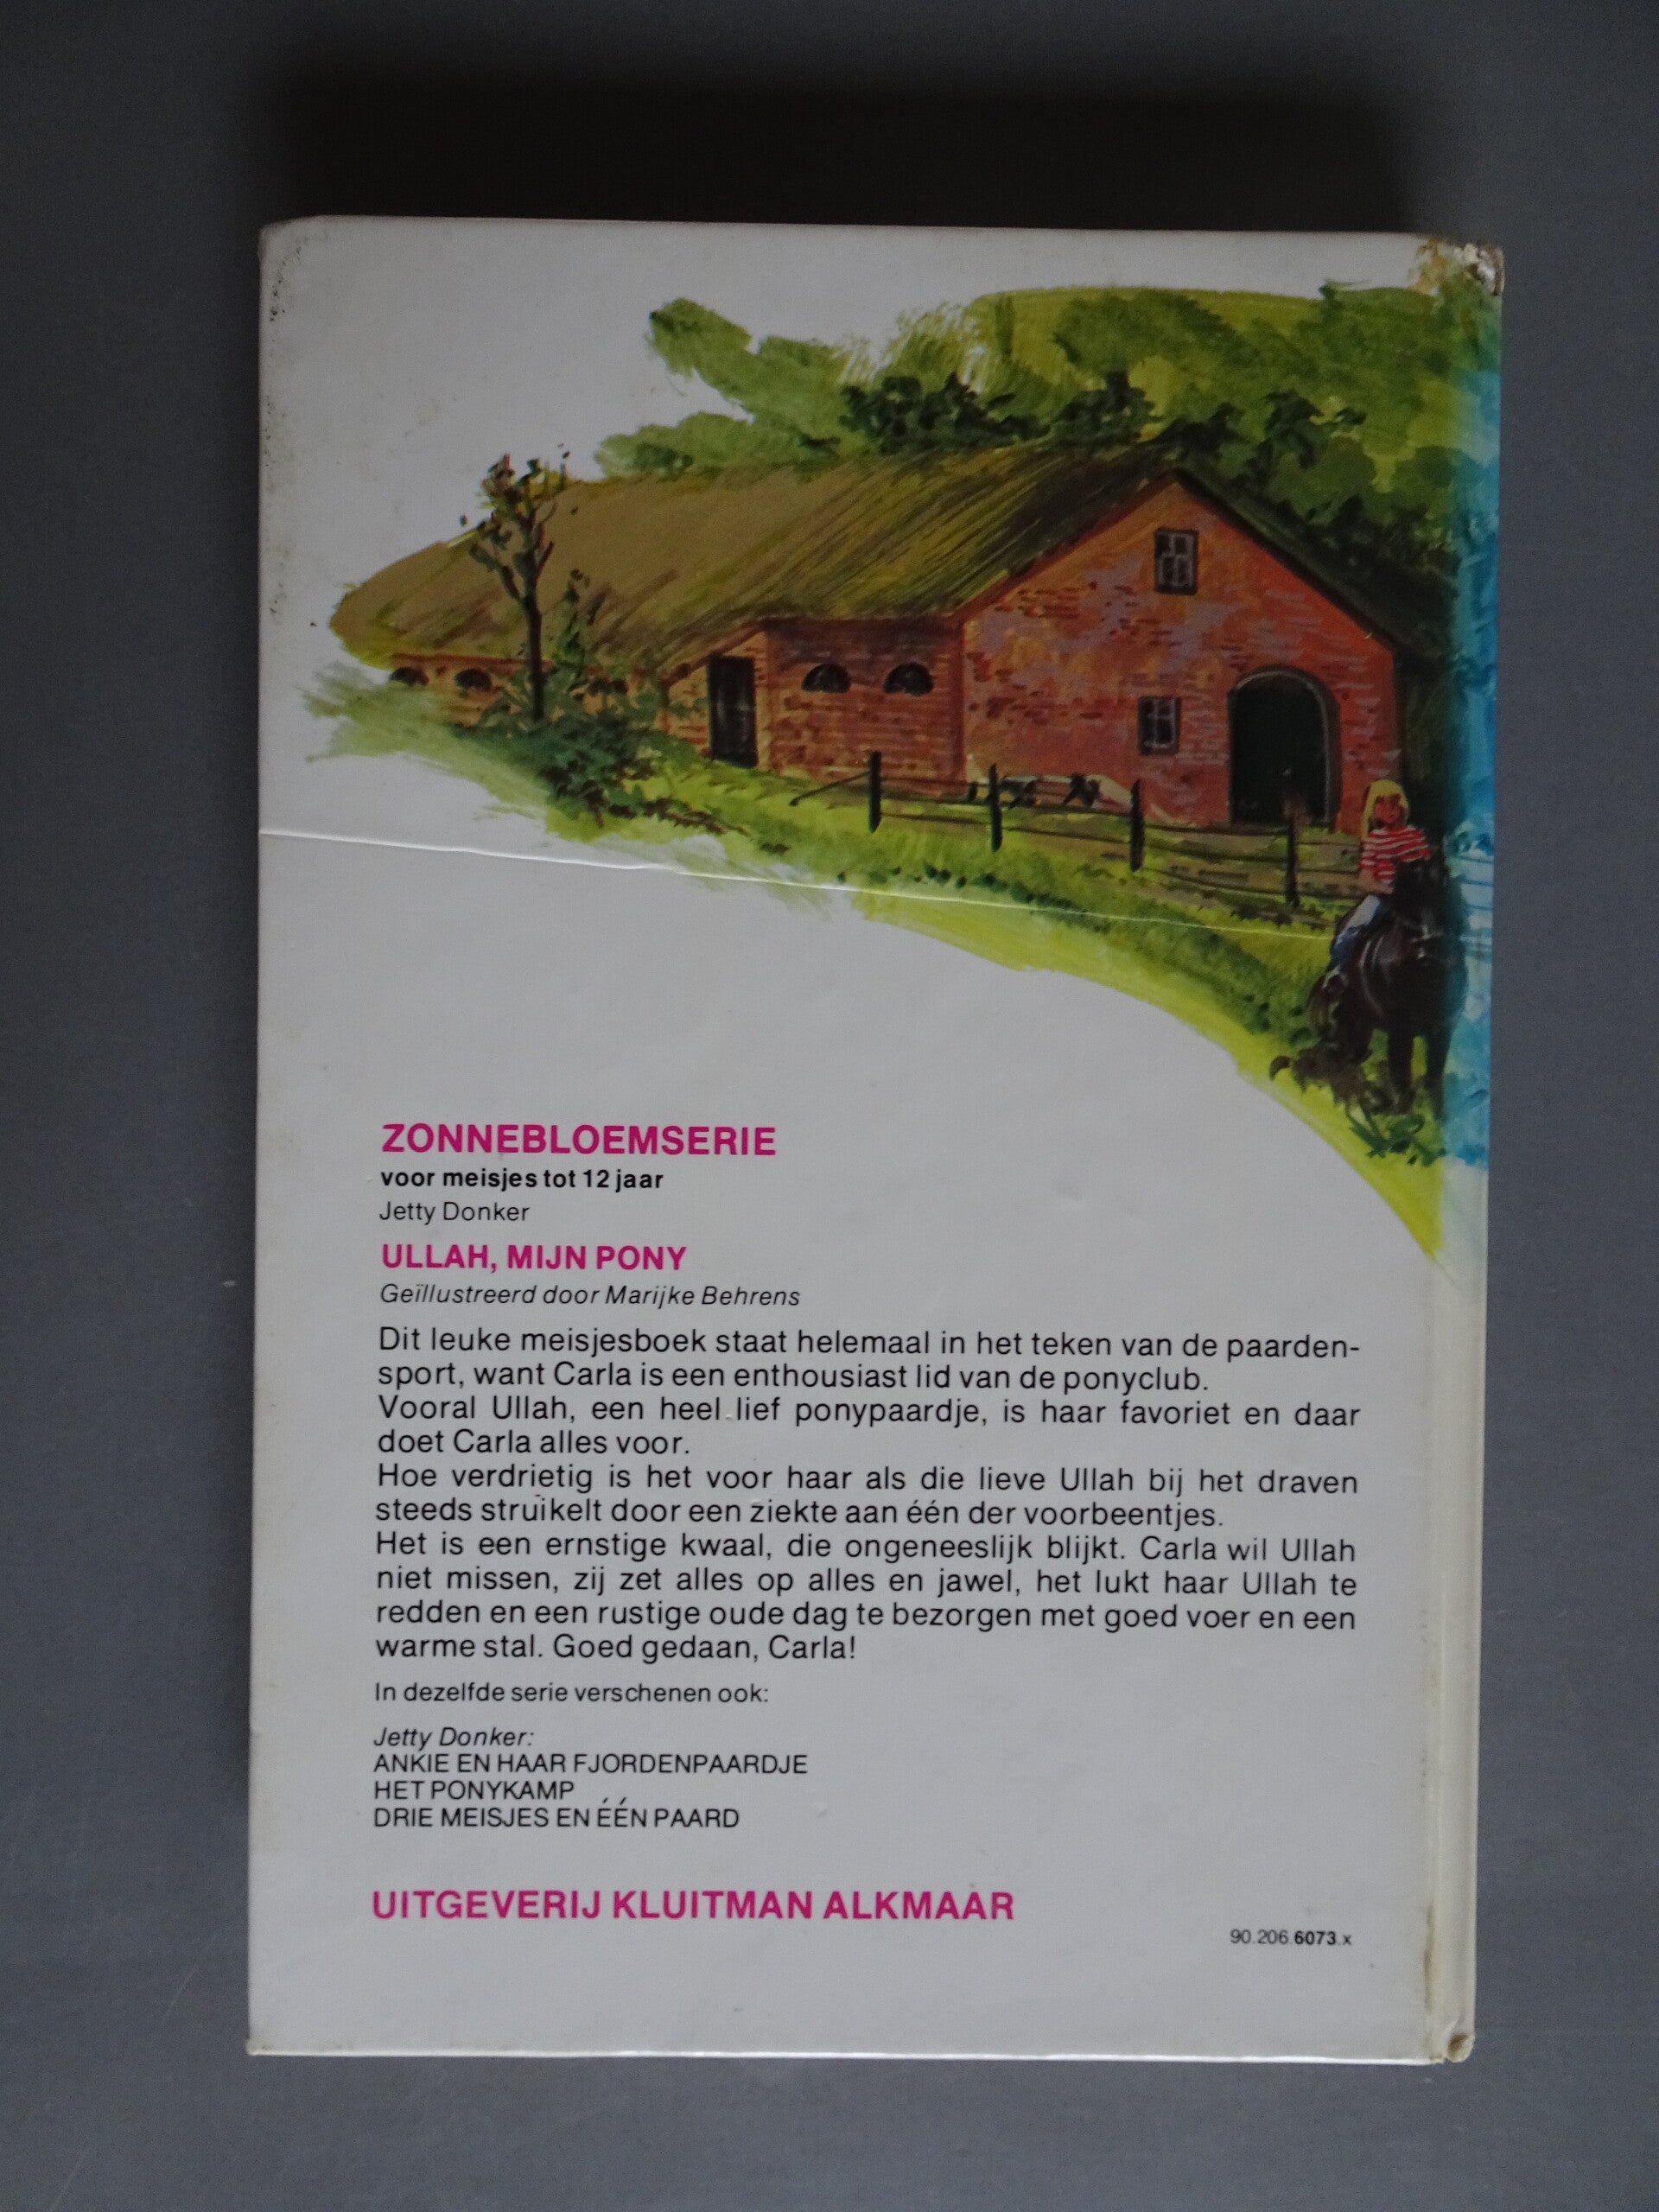 ZONNEBLOEMSERIE
voor meisjes tot 12 jaar
Jetty Donker
ULLAH, MIJN PONY
Geïllustreerd door Marijke Behrens
Dit leuke meisjesboek staat helemaal in het teken van de paarden-
sport, want Carla is een enthousiast lid van de ponyclub.
Vooral Ullah, een heel lief ponypaardje, is haar favoriet en daar
doet Carla alles voor.
Hoe verdrietig is het voor haar als die lieve Ullah bij het draven
steeds struikelt door een ziekte aan één der voorbeentjes.
Het is een ernstige kwaal, die ongeneeslijk blijkt. Carla wil Ullah
niet missen, zij zet alles op alles en jawel, het lukt haar Ullah te
redden en een rustige oude dag te bezorgen met goed voer en een
warme stal. Goed gedaan, Carla!
In dezelfde serie verschenen ook:
Jetty Donker:
ANKIE EN HAAR FJORDENPAARDJE
HET PONYKAMP
DRIE MEISJES EN ÉÉN PAARD
UITGEVERIJ KLUITMAN ALKMAAR
90.206.6073.x